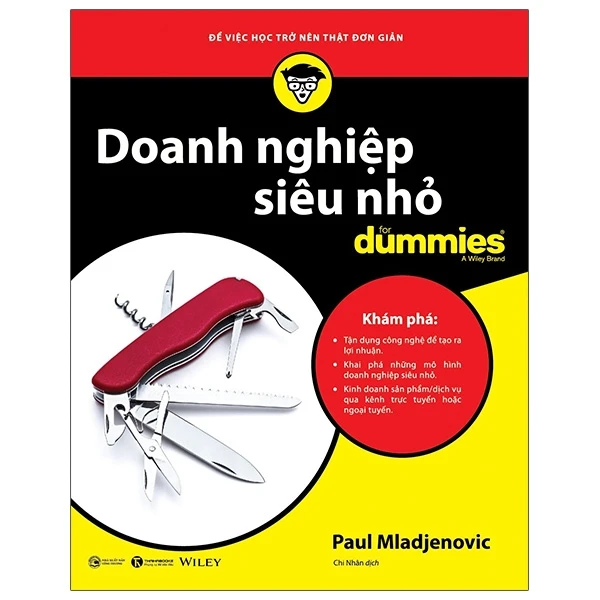 ĐỂ VIỆC HỌC TRỞ NÊN THẬT ĐƠN GIẢN
Doanh nghiệp
siêu nhỏ
for
dummies®
A Wiley Brand
Khám phá:
• Tận dụng công nghệ để tạo ra
lợi nhuận.
• Khai phá những mô hình
doanh nghiệp siêu nhỏ.
• Kinh doanh sản phẩm/dịch vụ
qua kênh trực tuyến hoặc
ngoại tuyến.
Paul Mladjenovic
Chi Nhân dịch
THAIHABOOKS
WILEY